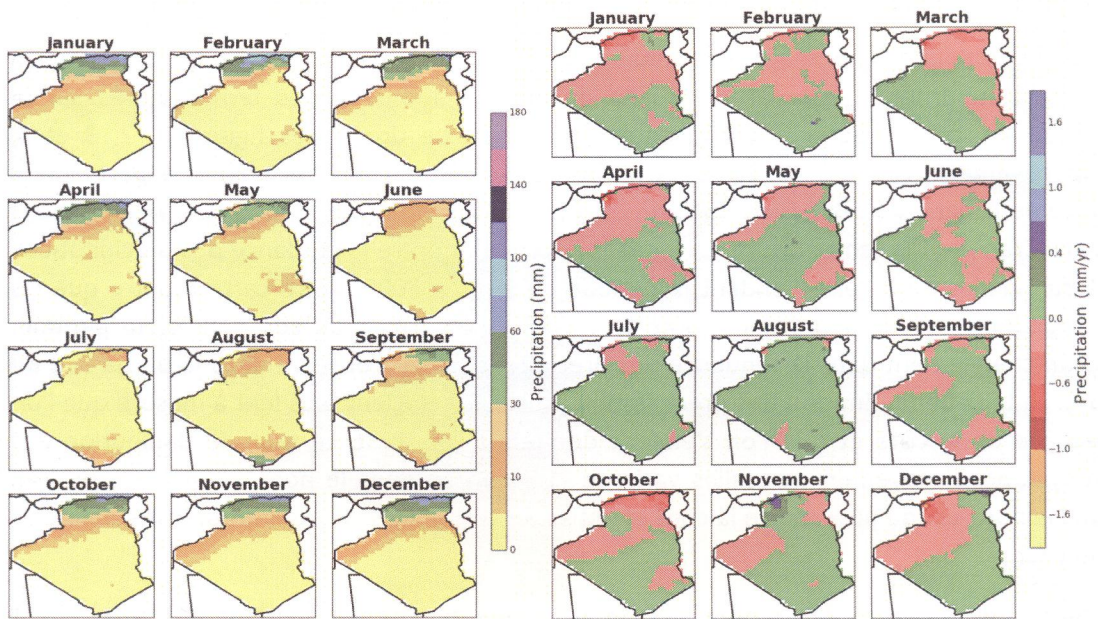 January February March
April May June
July August September
October November December
180
140
100
60
30
10
0
Precipitation (mm)
January February March
April May June
July August September
October November December
1.6
1.0
0.4
0.0
−0.6
−1.0
−1.6
Precipitation (mm/yr)